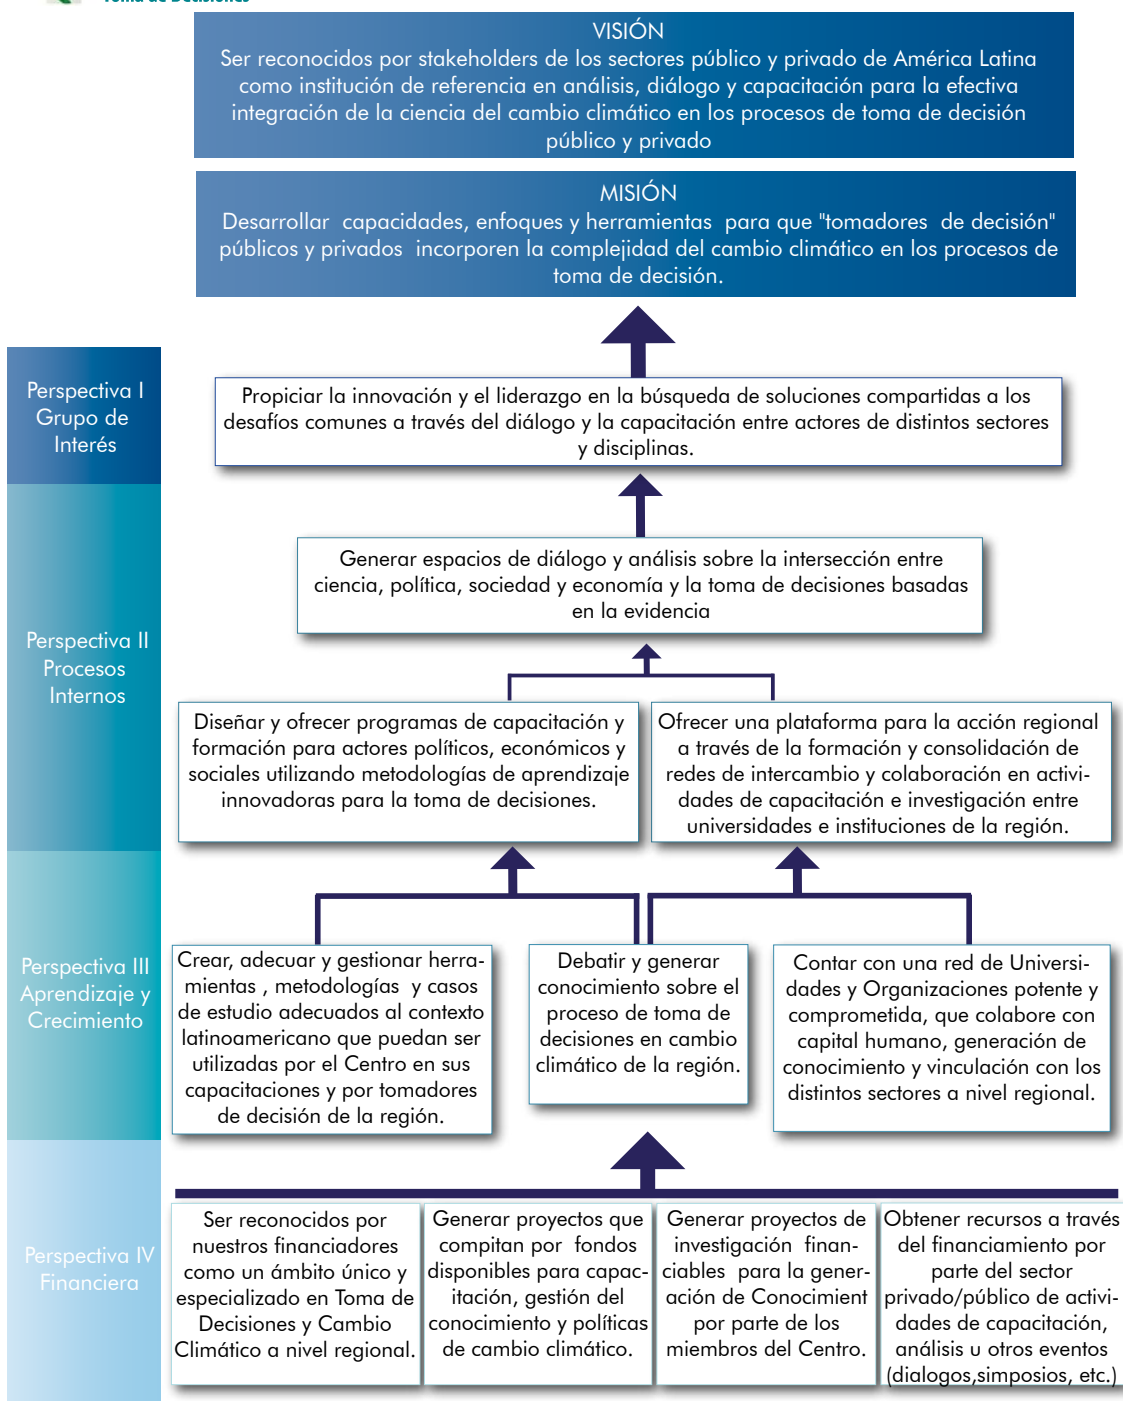 Toma de Decisiones
VISIÓN
Ser reconocidos por stakeholders de los sectores público y privado de América Latina
como institución de referencia en análisis, diálogo y capacitación para la efectiva
integración de la ciencia del cambio climático en los procesos de toma de decisión
público y privado
MISIÓN
Desarrollar capacidades, enfoques y herramientas para que "tomadores de decisión"
públicos y privados incorporen la complejidad del cambio climático en los procesos de
toma de decisión.
Perspectiva I
Grupo de
Interés
Propiciar la innovación y el liderazgo en la búsqueda de soluciones compartidas a los
desafíos comunes a través del diálogo y la capacitación entre actores de distintos sectores
y disciplinas.
Perspectiva II
Procesos
Internos
Generar espacios de diálogo y análisis sobre la intersección entre
ciencia, política, sociedad y economía y la toma de decisiones basadas
en la evidencia
Diseñar y ofrecer programas de capacitación y
formación para actores políticos, económicos y
sociales utilizando metodologías de aprendizaje
innovadoras para la toma de decisiones.
Ofrecer una plataforma para la acción regional
a través de la formación y consolidación de
redes de intercambio y colaboración en activi-
dades de capacitación e investigación entre
universidades e instituciones de la región.
Perspectiva III
Aprendizaje y
Crecimiento
Crear, adecuar y gestionar herra-
mientas , metodologías y casos
de estudio adecuados al contexto
latinoamericano que puedan ser
utilizadas por el Centro en sus
capacitaciones y por tomadores
de decisión de la región.
Debatir y generar
conocimiento sobre el
proceso de toma de
decisiones en cambio
climático de la región.
Contar con una red de Universi-
dades y Organizaciones potente y
comprometida, que colabore con
capital humano, generación de
conocimiento y vinculación con los
distintos sectores a nivel regional.
Perspectiva IV
Financiera
Ser reconocidos por
nuestros financiadores
como un ámbito único y
especializado en Toma de
Decisiones y Cambio
Climático a nivel regional.
Generar proyectos que
compitan por fondos
disponibles para capac-
itación, gestión del
conocimiento y políticas
de cambio climático.
Generar proyectos de
investigación finan-
ciables para la gener-
ación de Conocimient
por parte de los
miembros del Centro.
Obtener recursos a través
del financiamiento por
parte del sector
privado/público de activi-
dades de capacitación,
análisis u otros eventos
(dialogos,simposios, etc.)